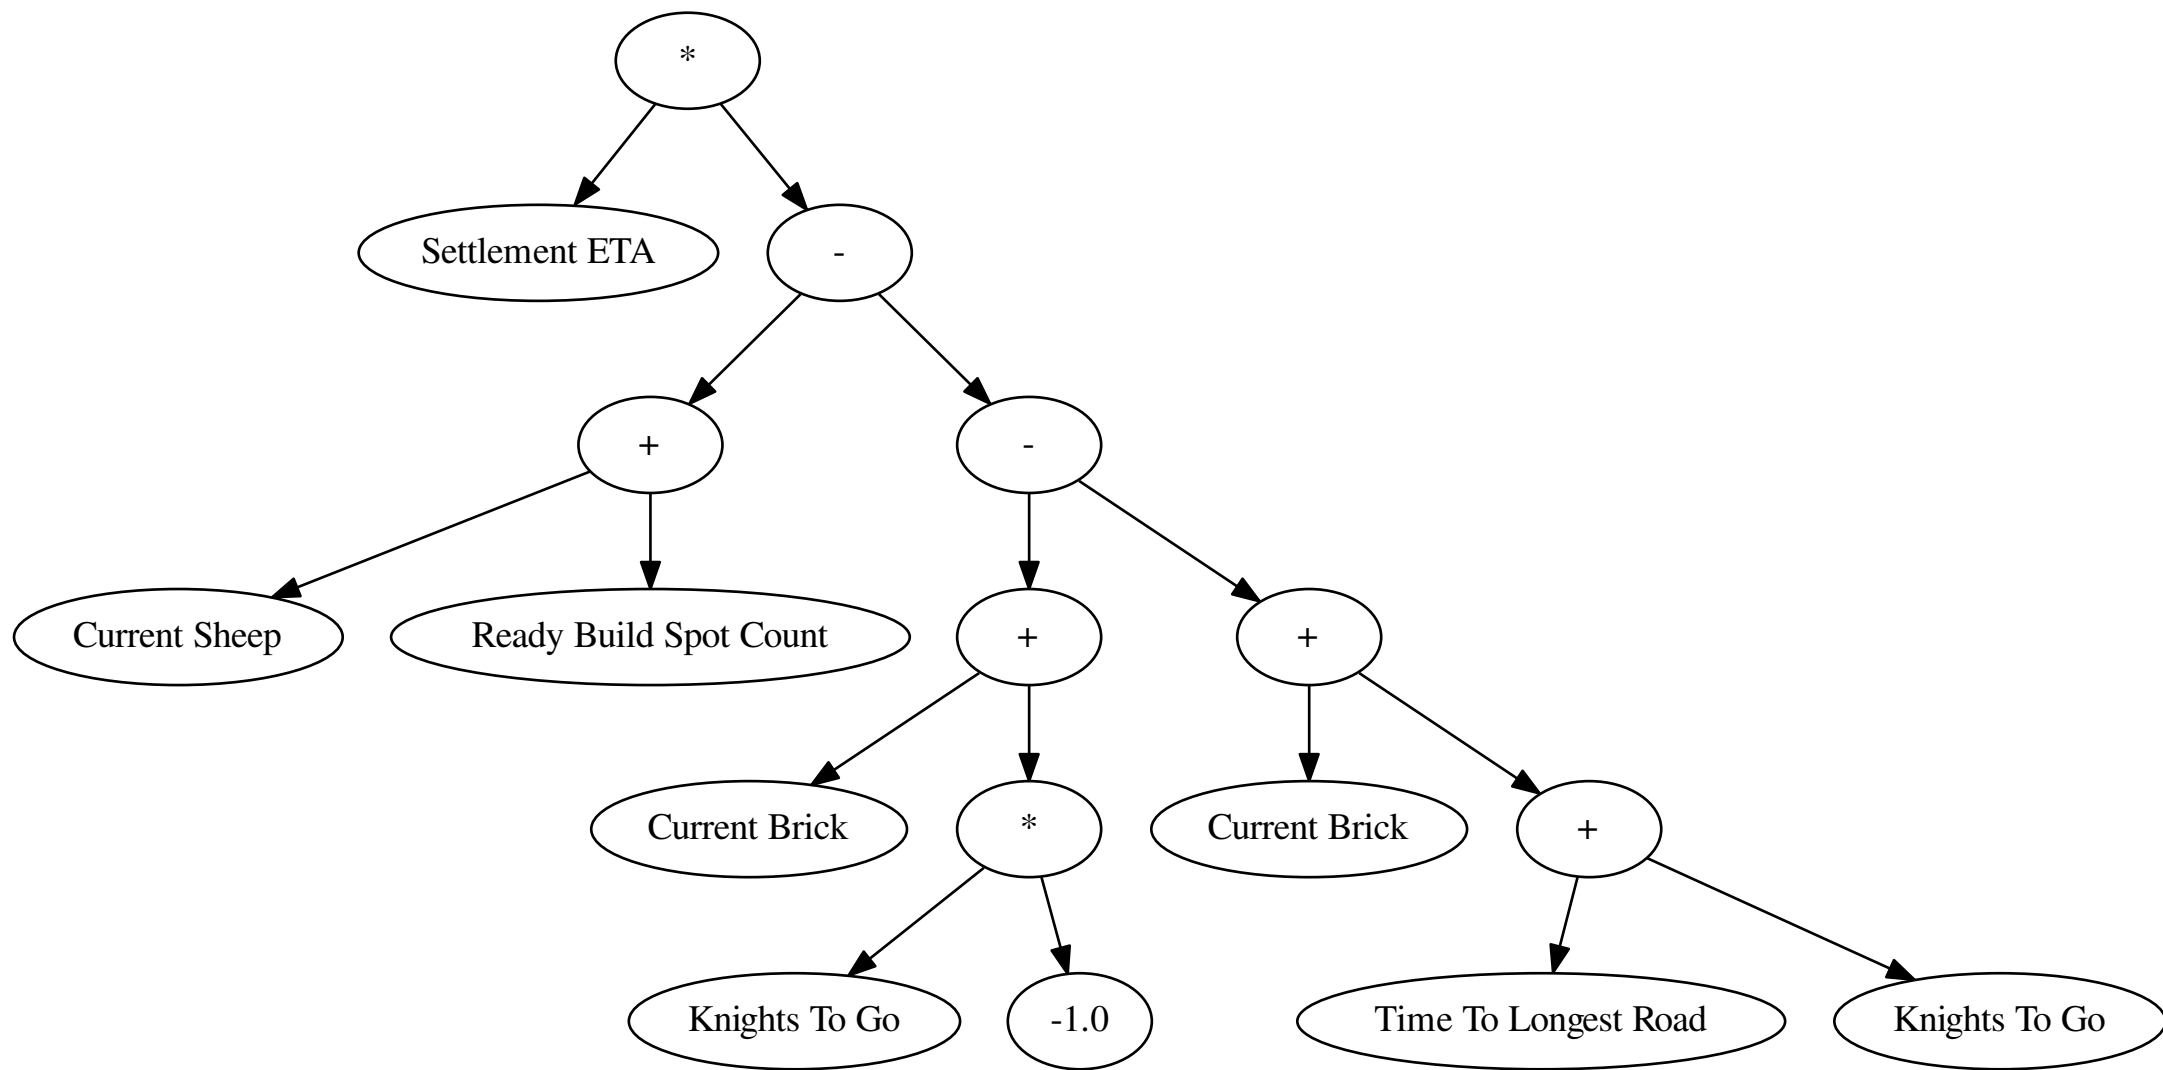 *
Settlement ETA
-
+
-
Current Sheep
Ready Build Spot Count
+
+
Current Brick
*
Current Brick
+
Knights To Go
-1.0
Time To Longest Road
Knights To Go